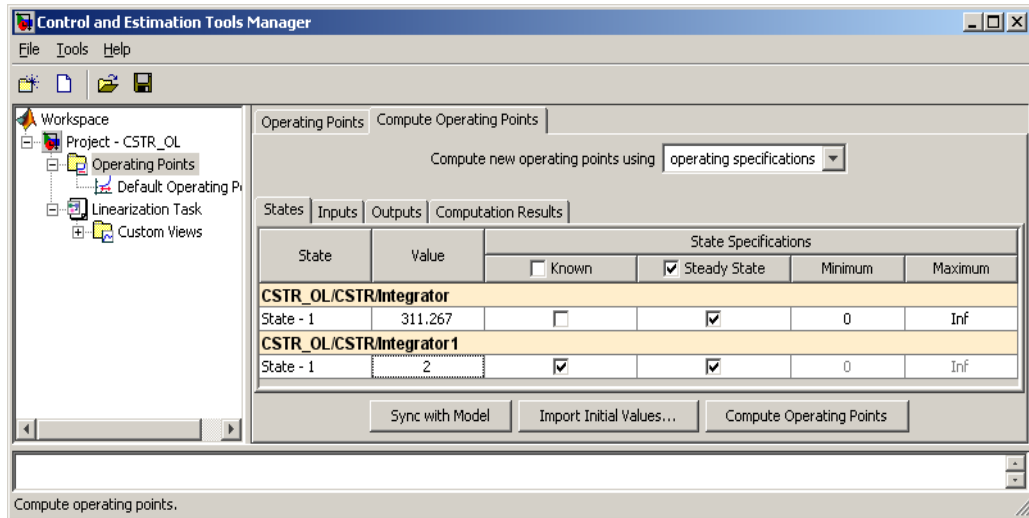 Control and Estimation Tools Manager
File Tools Help
Workspace
Project - CSTR_OL
Operating Points
Default Operating P
Linearization Task
Custom Views
Operating Points Compute Operating Points
Compute new operating points using operating specifications
States Inputs Outputs Computation Results
State Value State Specifications
Known Steady State Minimum Maximum
CSTR_OL/CSTR/Integrator
State - 1 311.267 0 Inf
CSTR_OL/CSTR/Integrator1
State - 1 2 0 Inf
Sync with Model Import Initial Values... Compute Operating Points
Compute operating points.